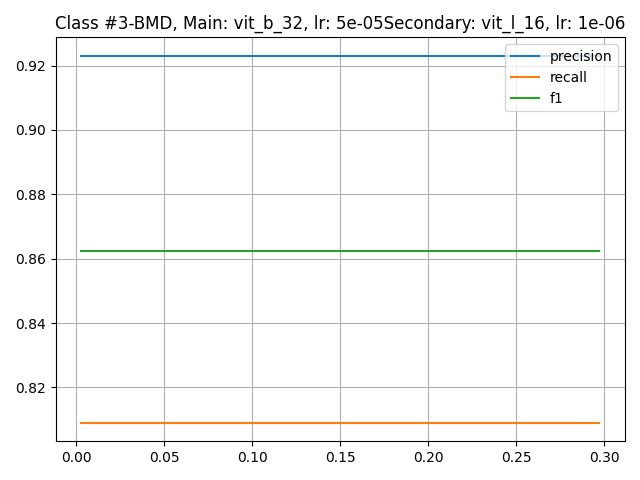 Class #3-BMD, Main: vit_b_32, lr: 5e-05Secondary: vit_l_16, lr: 1e-06
precision
recall
f1
0.92
0.90
0.88
0.86
0.84
0.82
0.00 0.05 0.10 0.15 0.20 0.25 0.30